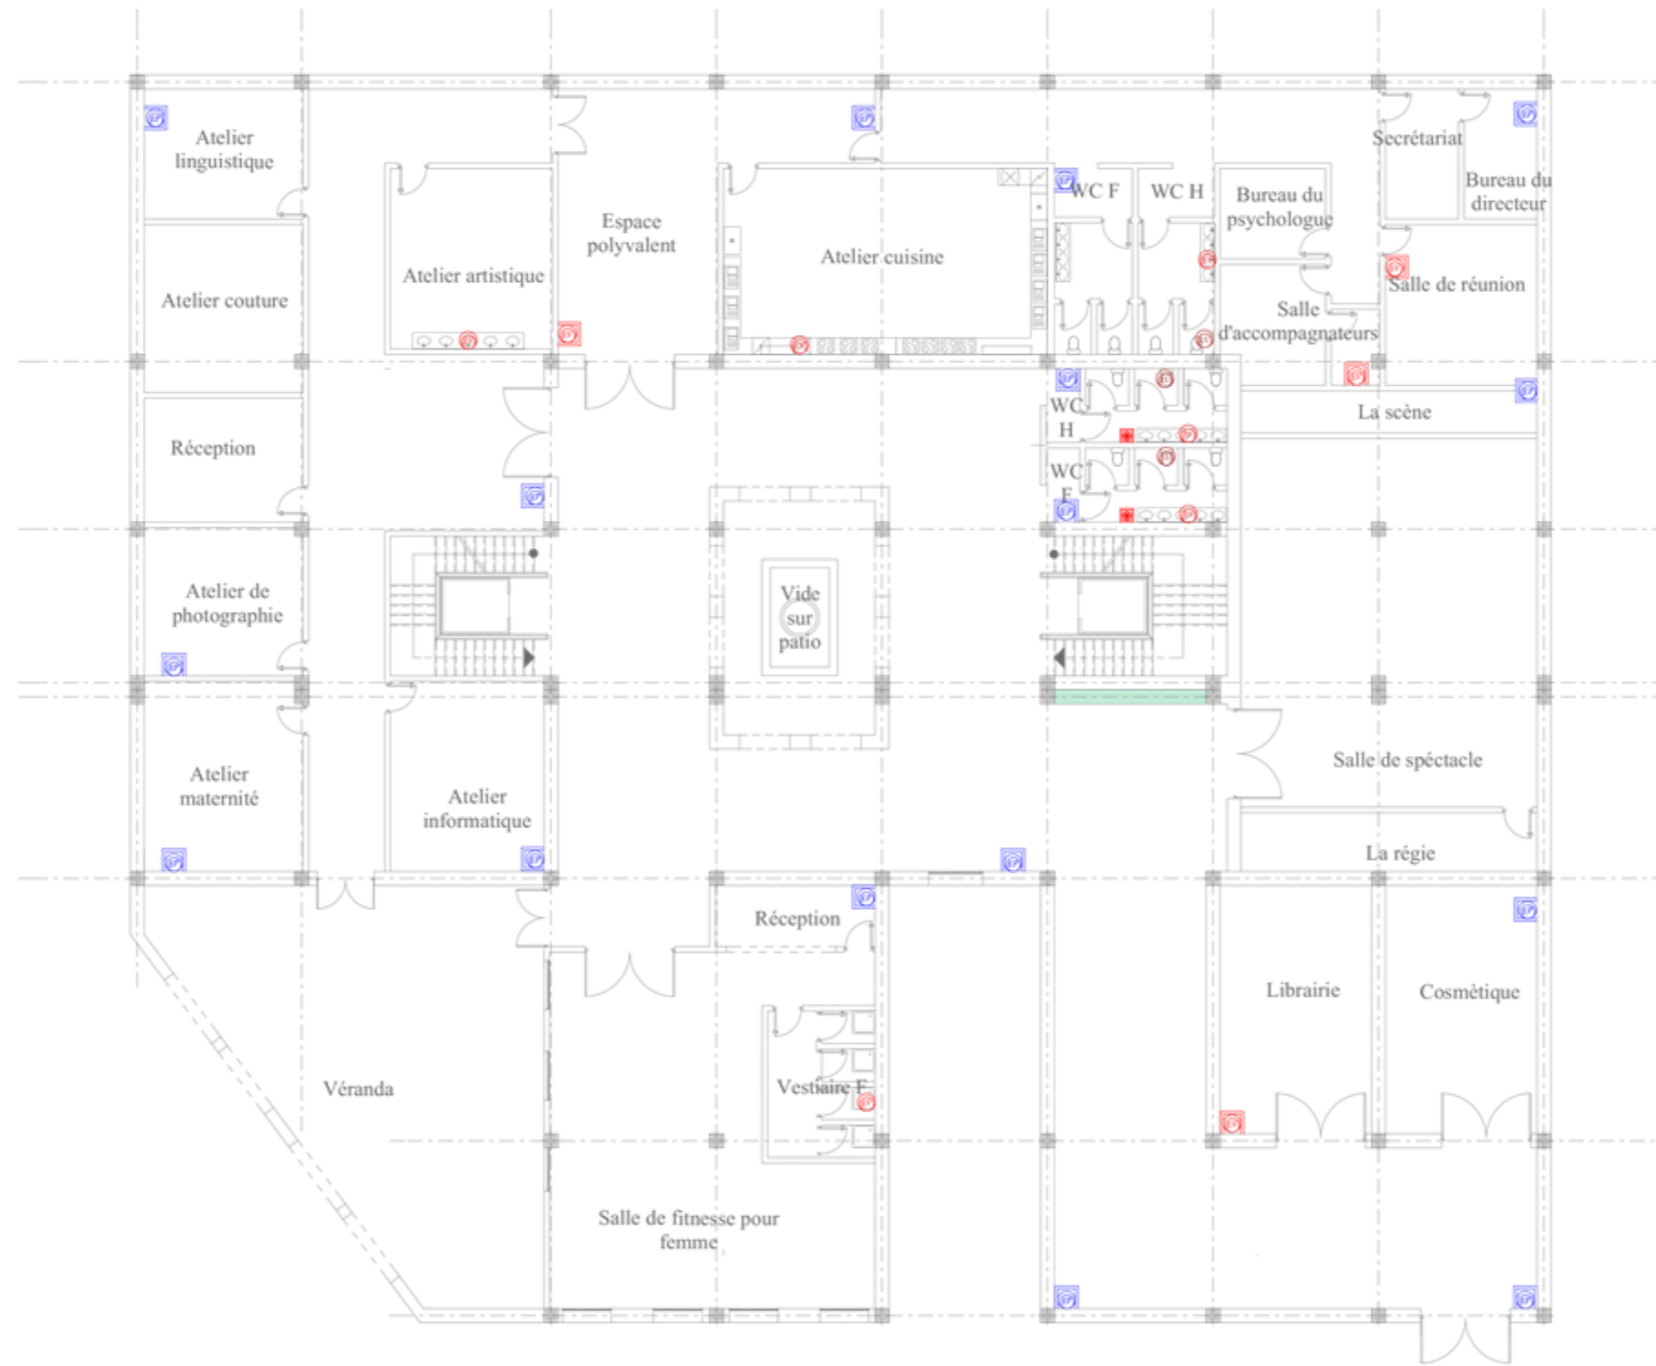 Atelier
linguistique
Secrétariat
Bureau du
directeur
WC F
WC H
Bureau du
psychologue
Espace
polyvalent
Atelier cuisine
Atelier artistique
Atelier couture
Salle de réunion
Salle
d'accompagnateurs
La scène
WC
H
Réception
WC
F
Atelier de
photographie
Vide
sur
patio
Salle de spéctacle
Atelier
maternité
Atelier
informatique
La régie
Réception
Librairie
Cosmètique
Véranda
Vestiaire F
Salle de fitnesse pour
femme